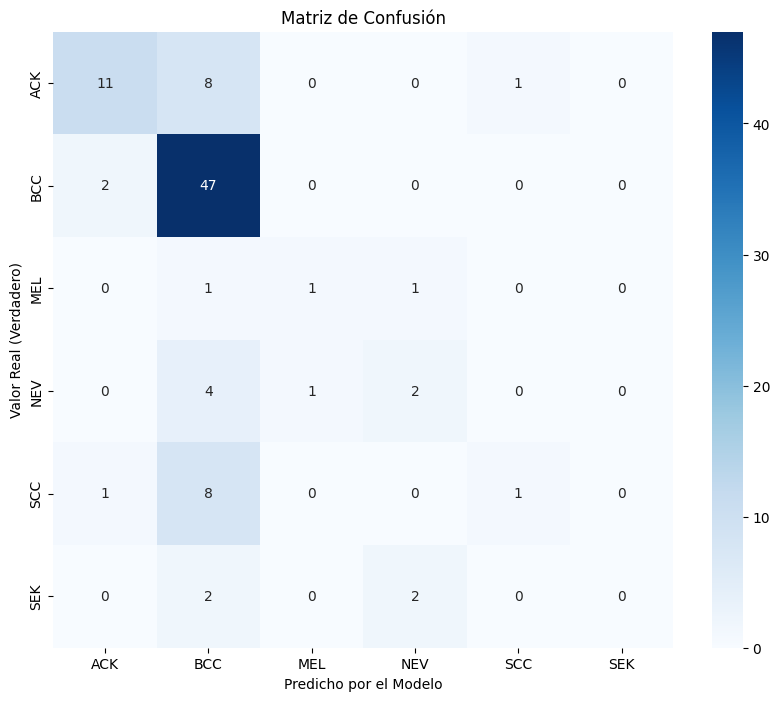 Matriz de Confusión
Valor Real (Verdadero)
ACK 11 8 0 0 1 0
BCC 2 47 0 0 0 0
MEL 0 1 1 1 0 0
NEV 0 4 1 2 0 0
SCC 1 8 0 0 1 0
SEK 0 2 0 2 0 0
ACK BCC MEL NEV SCC SEK
Predicho por el Modelo
40
30
20
10
0